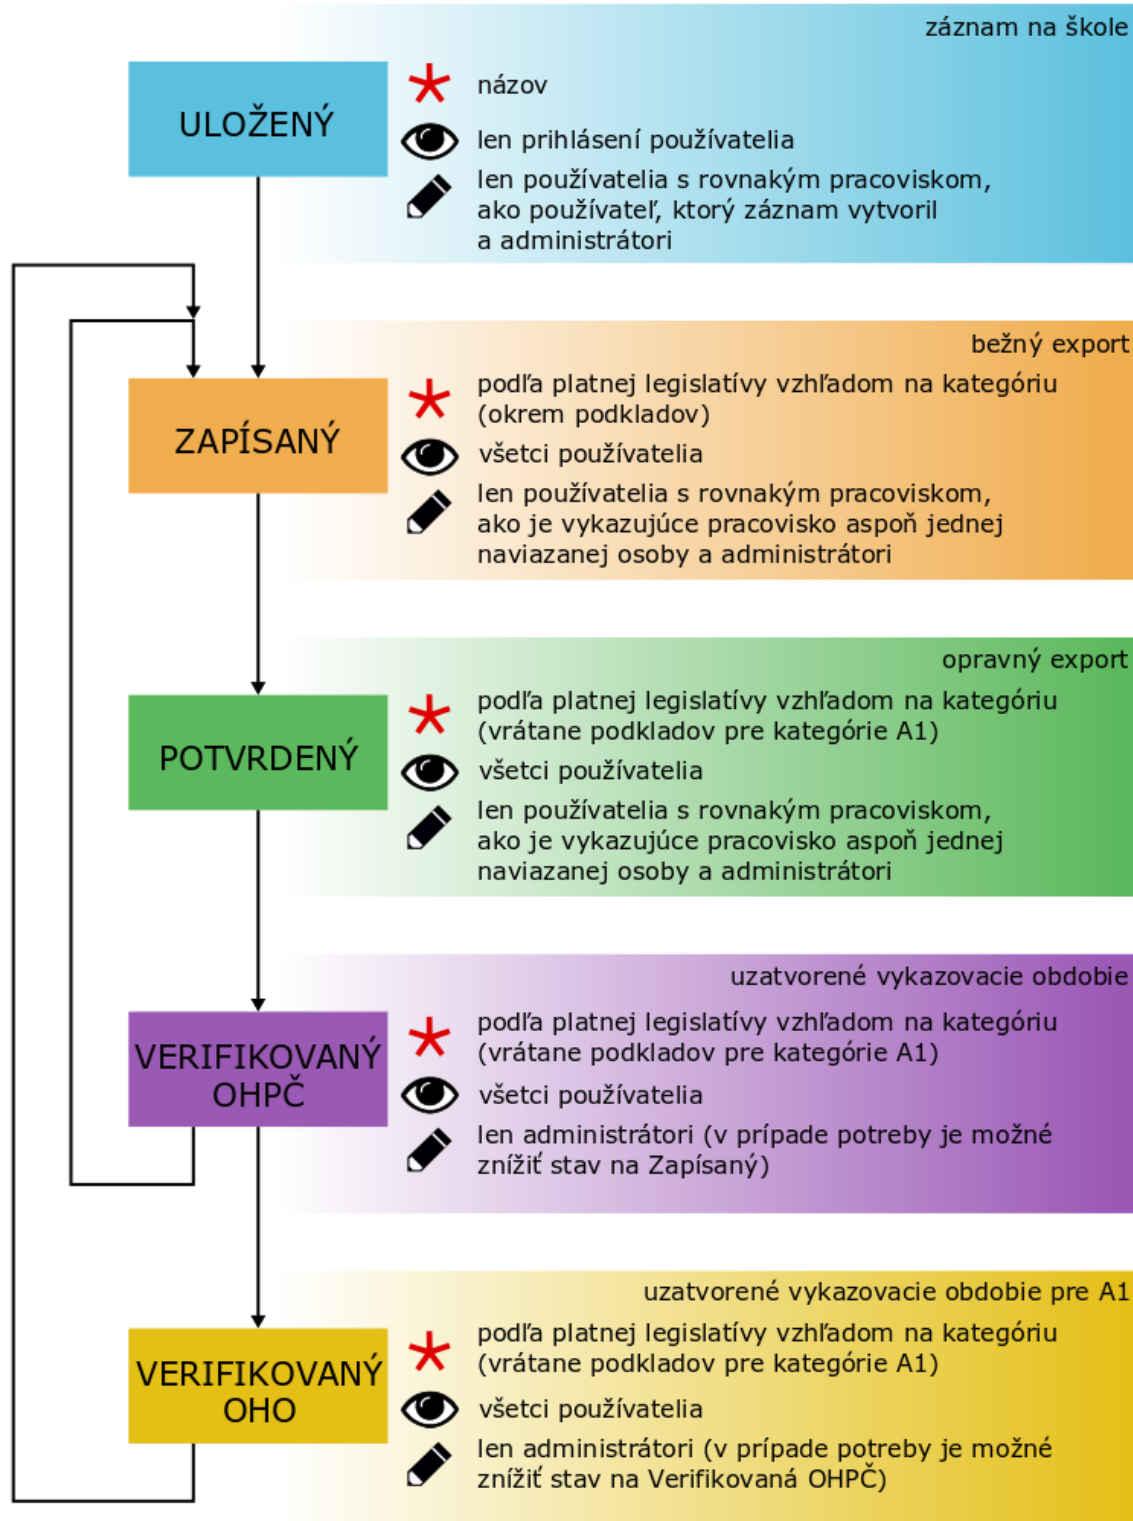 záznam na škole
ULOŽENÝ
názov
len prihlásení používatelia
len používatelia s rovnakým pracoviskom,
ako používateľ, ktorý záznam vytvoril
a administrátori
bežný export
ZAPÍSANÝ
podľa platnej legislatívy vzhľadom na kategóriu
(okrem podkladov)
všetci používatelia
len používatelia s rovnakým pracoviskom,
ako je vykazujúce pracovisko aspoň jednej
naviazanej osoby a administrátori
opravný export
POTVRDENÝ
podľa platnej legislatívy vzhľadom na kategóriu
(vrátane podkladov pre kategórie A1)
všetci používatelia
len používatelia s rovnakým pracoviskom,
ako je vykazujúce pracovisko aspoň jednej
naviazanej osoby a administrátori
uzatvorené vykazovacie obdobie
VERIFIKOVANÝ
OHPČ
podľa platnej legislatívy vzhľadom na kategóriu
(vrátane podkladov pre kategórie A1)
všetci používatelia
len administrátori (v prípade potreby je možné
znížiť stav na Zapísaný)
uzatvorené vykazovacie obdobie pre A1
VERIFIKOVANÝ
OHO
podľa platnej legislatívy vzhľadom na kategóriu
(vrátane podkladov pre kategórie A1)
všetci používatelia
len administrátori (v prípade potreby je možné
znížiť stav na Verifikovaná OHPČ)